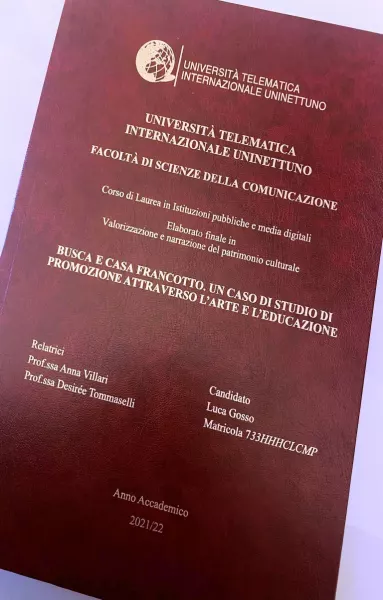 UNIVERSITÀ TELEMATICA
INTERNAZIONALE UNINETTUNO
UNIVERSITÀ TELEMATICA
INTERNAZIONALE UNINETTUNO
FACOLTÀ DI SCIENZE DELLA COMUNICAZIONE
Corso di Laurea in Istituzioni pubbliche e media digitali
Elaborato finale in
Valorizzazione e narrazione del patrimonio culturale
BUSCA E CASA FRANCOTTO. UN CASO DI STUDIO DI
PROMOZIONE ATTRAVERSO L'ARTE E L'EDUCAZIONE
Relatrici
Prof.ssa Anna Villari
Prof.ssa Desirée Tommaselli
Candidato
Luca Gosso
Matricola 733HHHCLCMP
Anno Accademico
2021/22